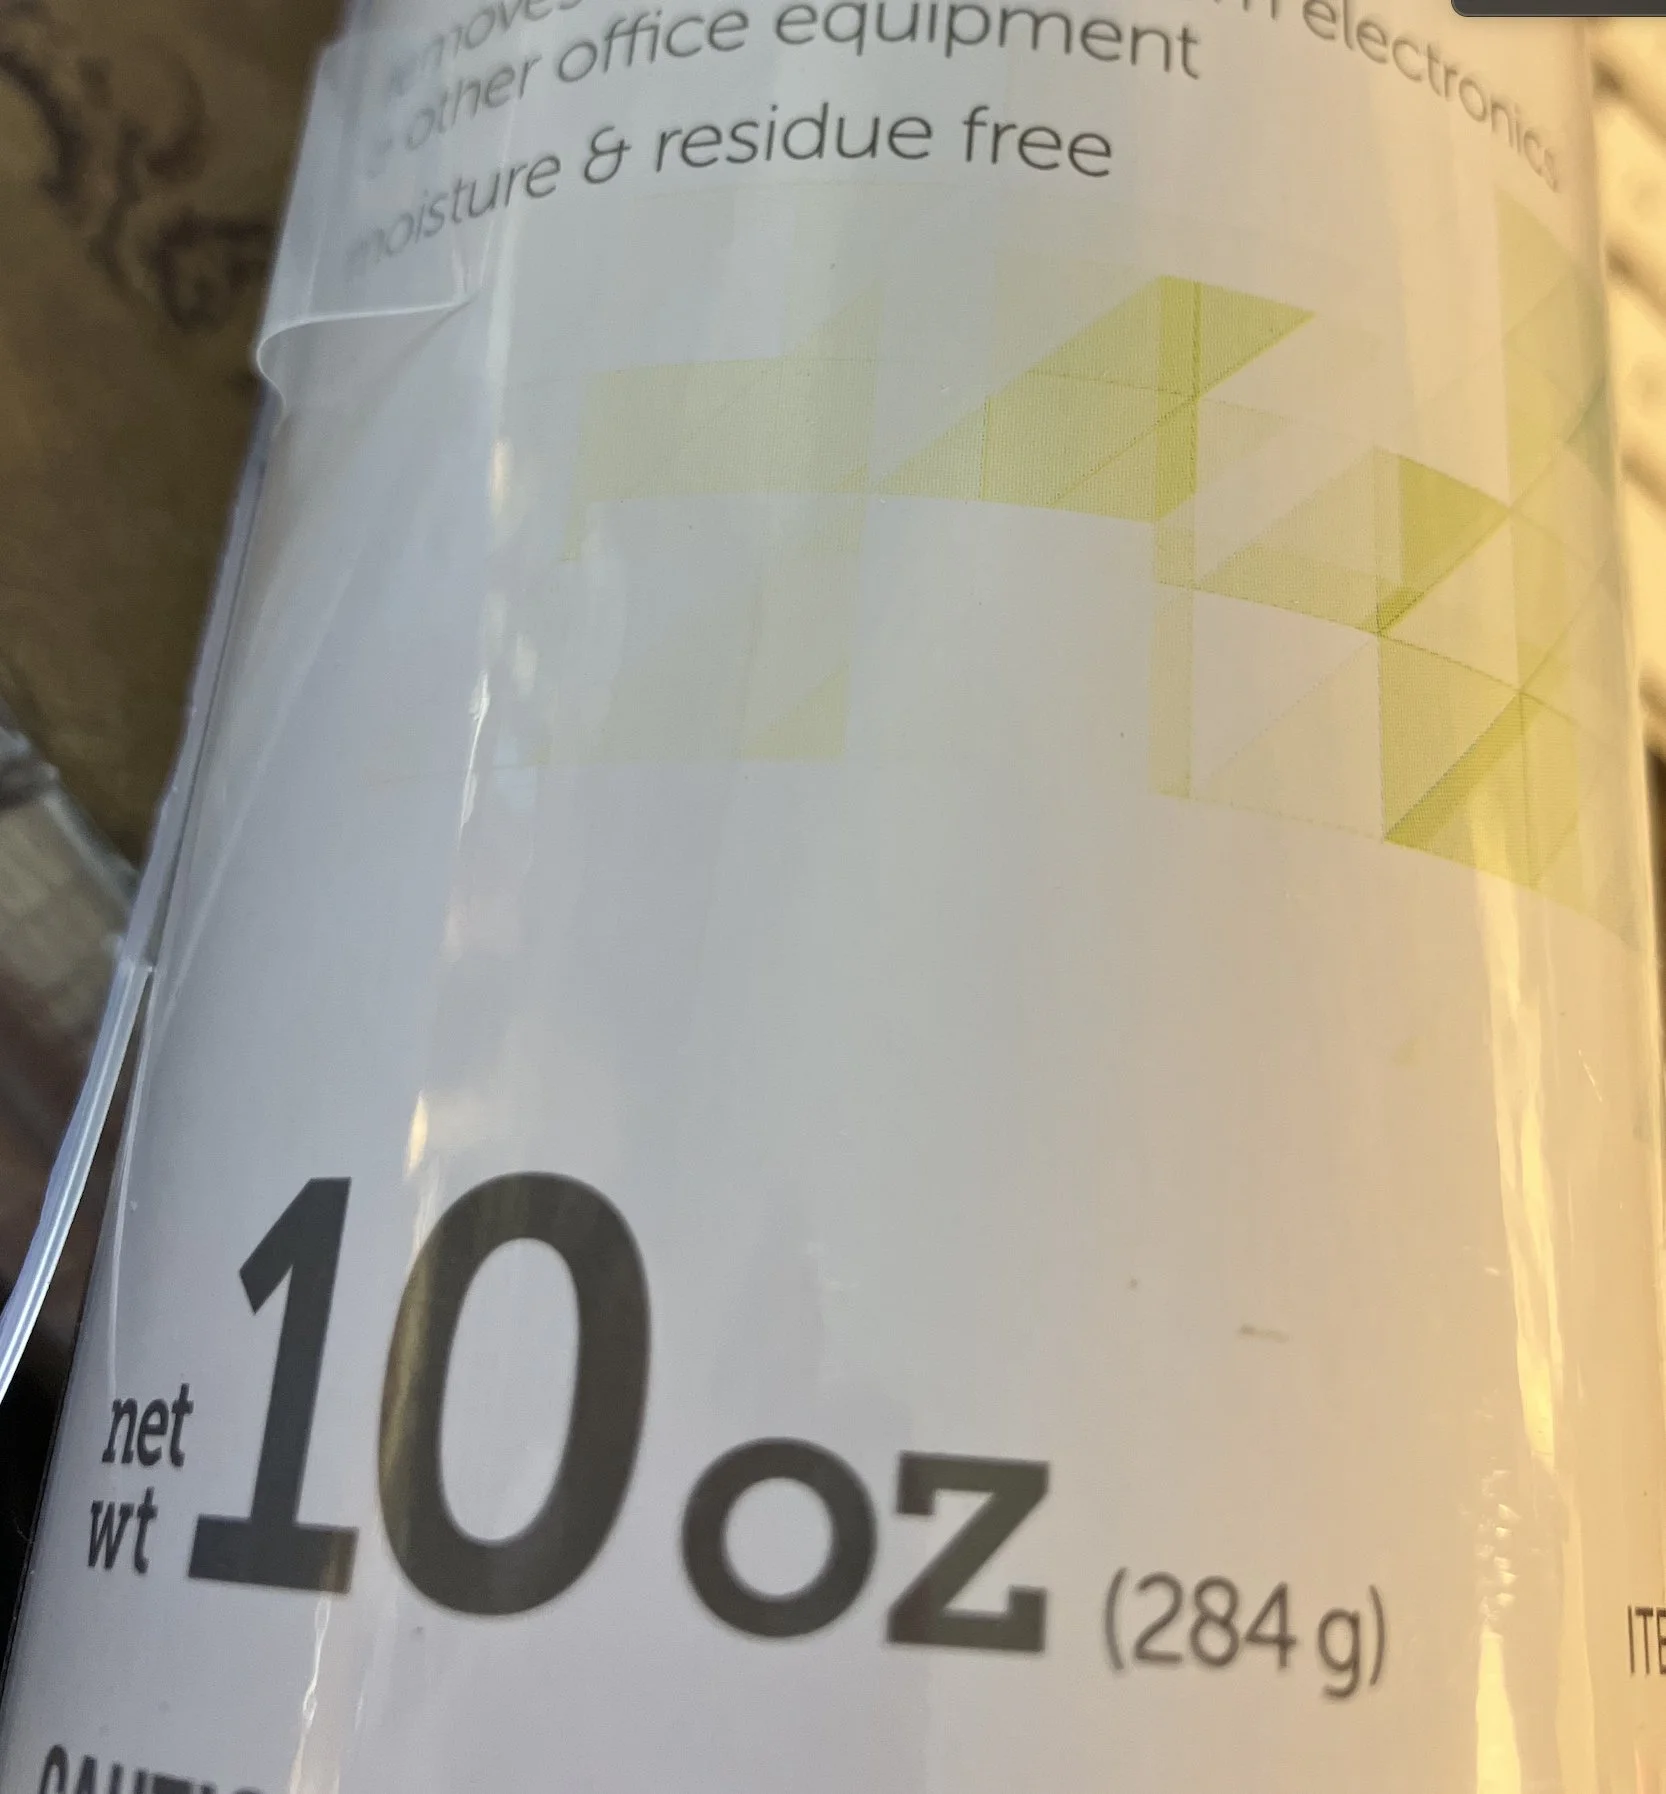 electronics
other office equipment
moisture & residue free
net
wt
10 oz (284 g)